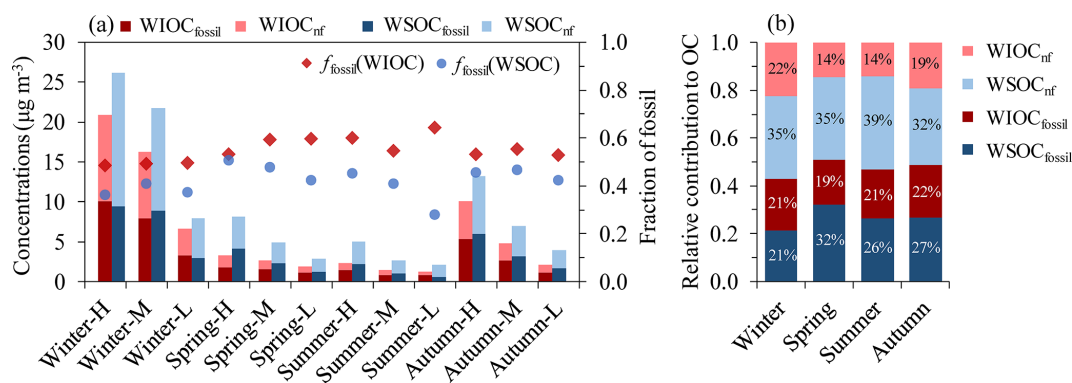 (a)
WIOCfossil
WIOCnf
WSOCfossil
WSOCnf
ffossil(WIOC)
ffossil(WSOC)
Concentrations (μg m-3)
30
25
20
15
10
5
0
1.0
0.8
0.6
0.4
0.2
0.0
Fraction of fossil
Winter-H
Winter-M
Winter-L
Spring-H
Spring-M
Spring-L
Summer-H
Summer-M
Summer-L
Autumn-H
Autumn-M
Autumn-L
(b)
Relative contribution to OC
1.0
0.8
0.6
0.4
0.2
0.0
22% 14% 14% 19%
35% 35% 39% 32%
21% 19% 21% 22%
21% 32% 26% 27%
Winter
Spring
Summer
Autumn
WIOCnf
WSOCnf
WIOCfossil
WSOCfossil